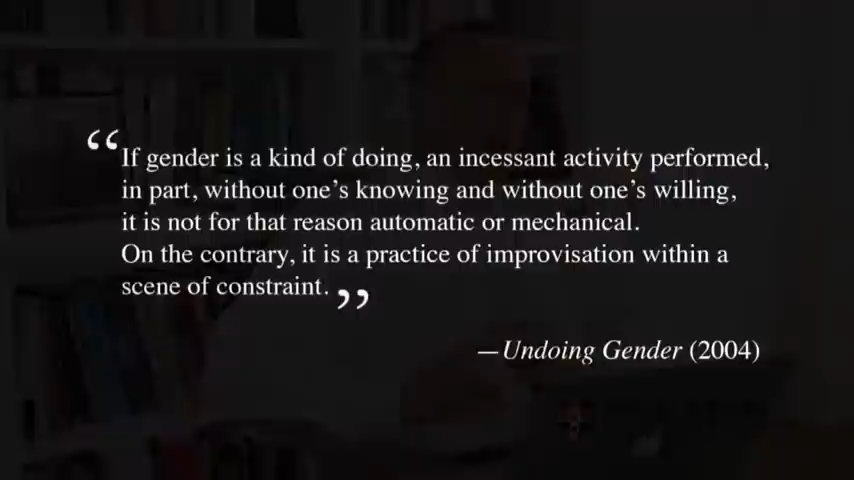 “If gender is a kind of doing, an incessant activity performed,
in part, without one’s knowing and without one’s willing,
it is not for that reason automatic or mechanical.
On the contrary, it is a practice of improvisation within a
scene of constraint.”
—Undoing Gender (2004)